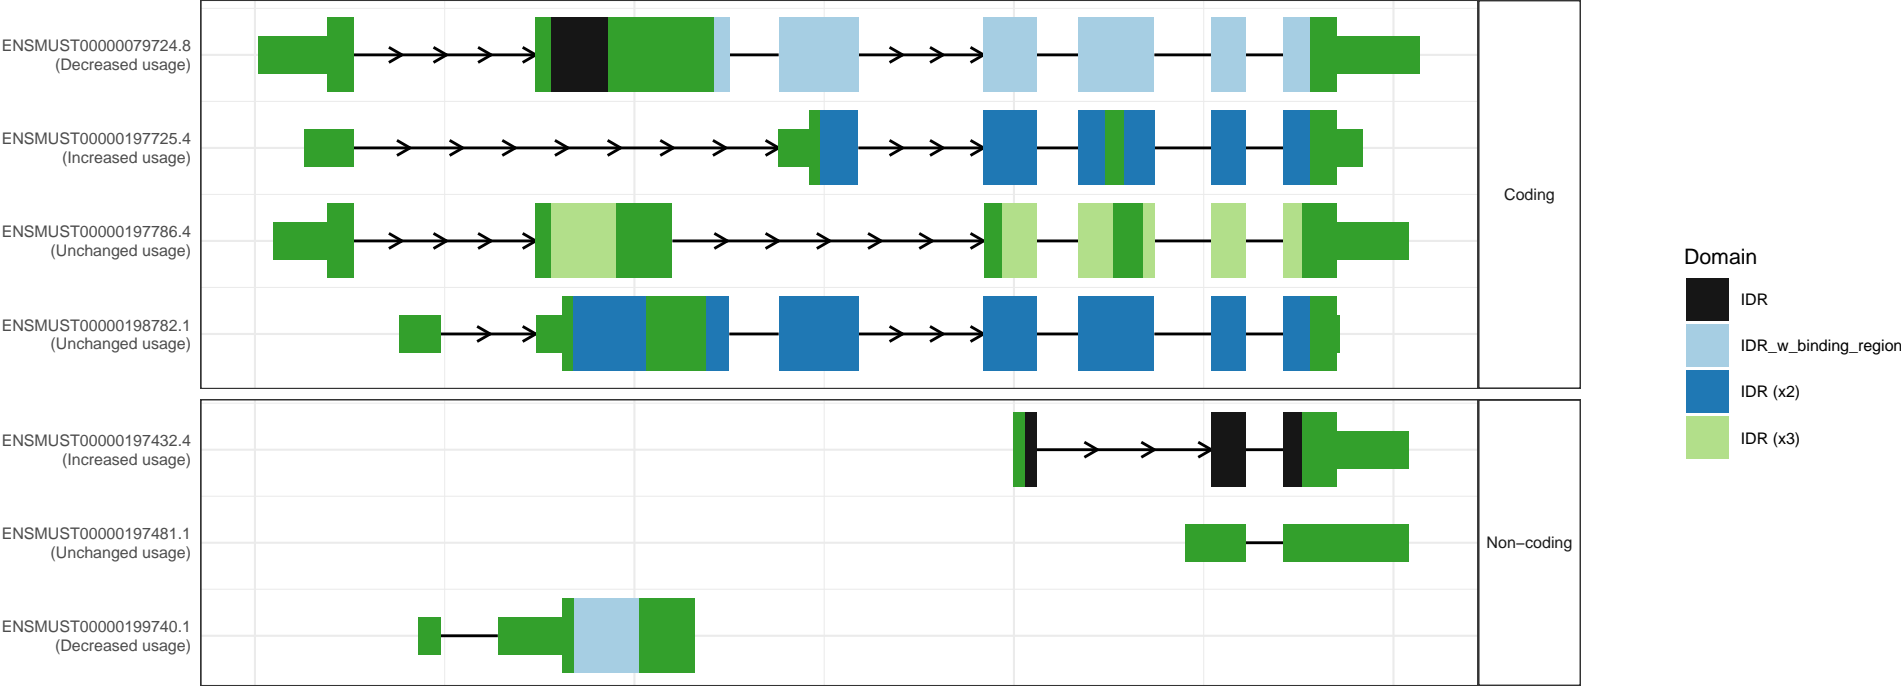 ENSMUST00000079724.8
(Decreased usage)
ENSMUST00000197725.4
(Increased usage)
ENSMUST00000197786.4
(Unchanged usage)
ENSMUST00000198782.1
(Unchanged usage)
Coding
ENSMUST00000197432.4
(Increased usage)
ENSMUST00000197481.1
(Unchanged usage)
ENSMUST00000199740.1
(Decreased usage)
Non−coding
Domain
IDR
IDR_w_binding_region
IDR (x2)
IDR (x3)